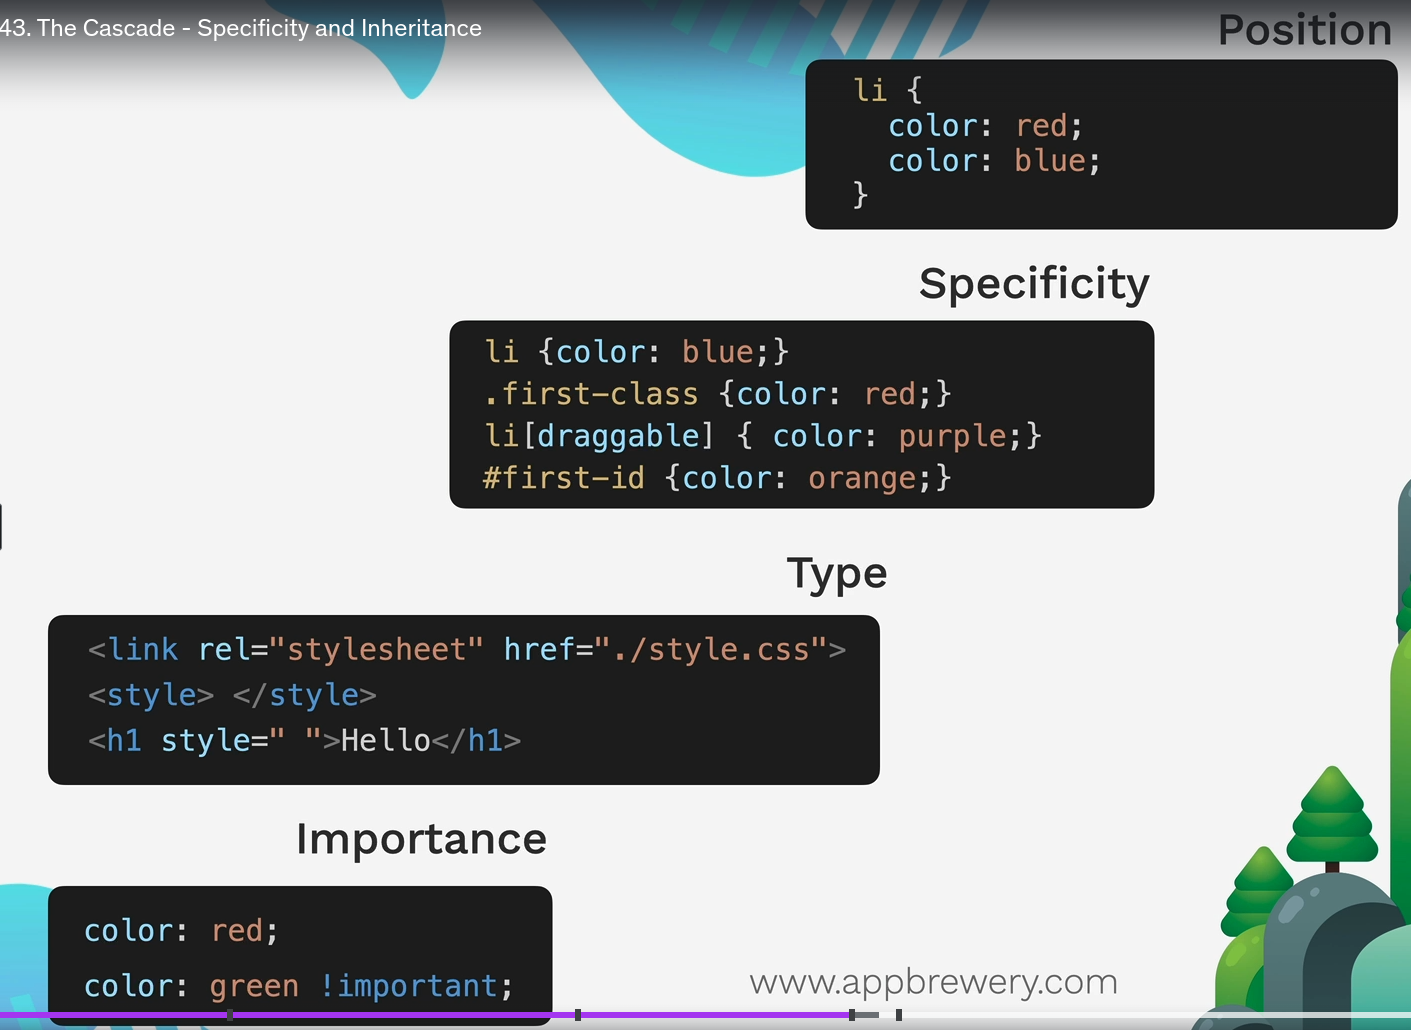 43. The Cascade - Specificity and Inheritance
Position
li {
  color: red;
  color: blue;
}
Specificity
li {color: blue;}
.first-class {color: red;}
li[draggable] { color: purple;}
#first-id {color: orange;}
Type
<link rel="stylesheet" href="./style.css">
<style> </style>
<h1 style=" ">Hello</h1>
Importance
color: red;
color: green !important;
www.appbrewery.com